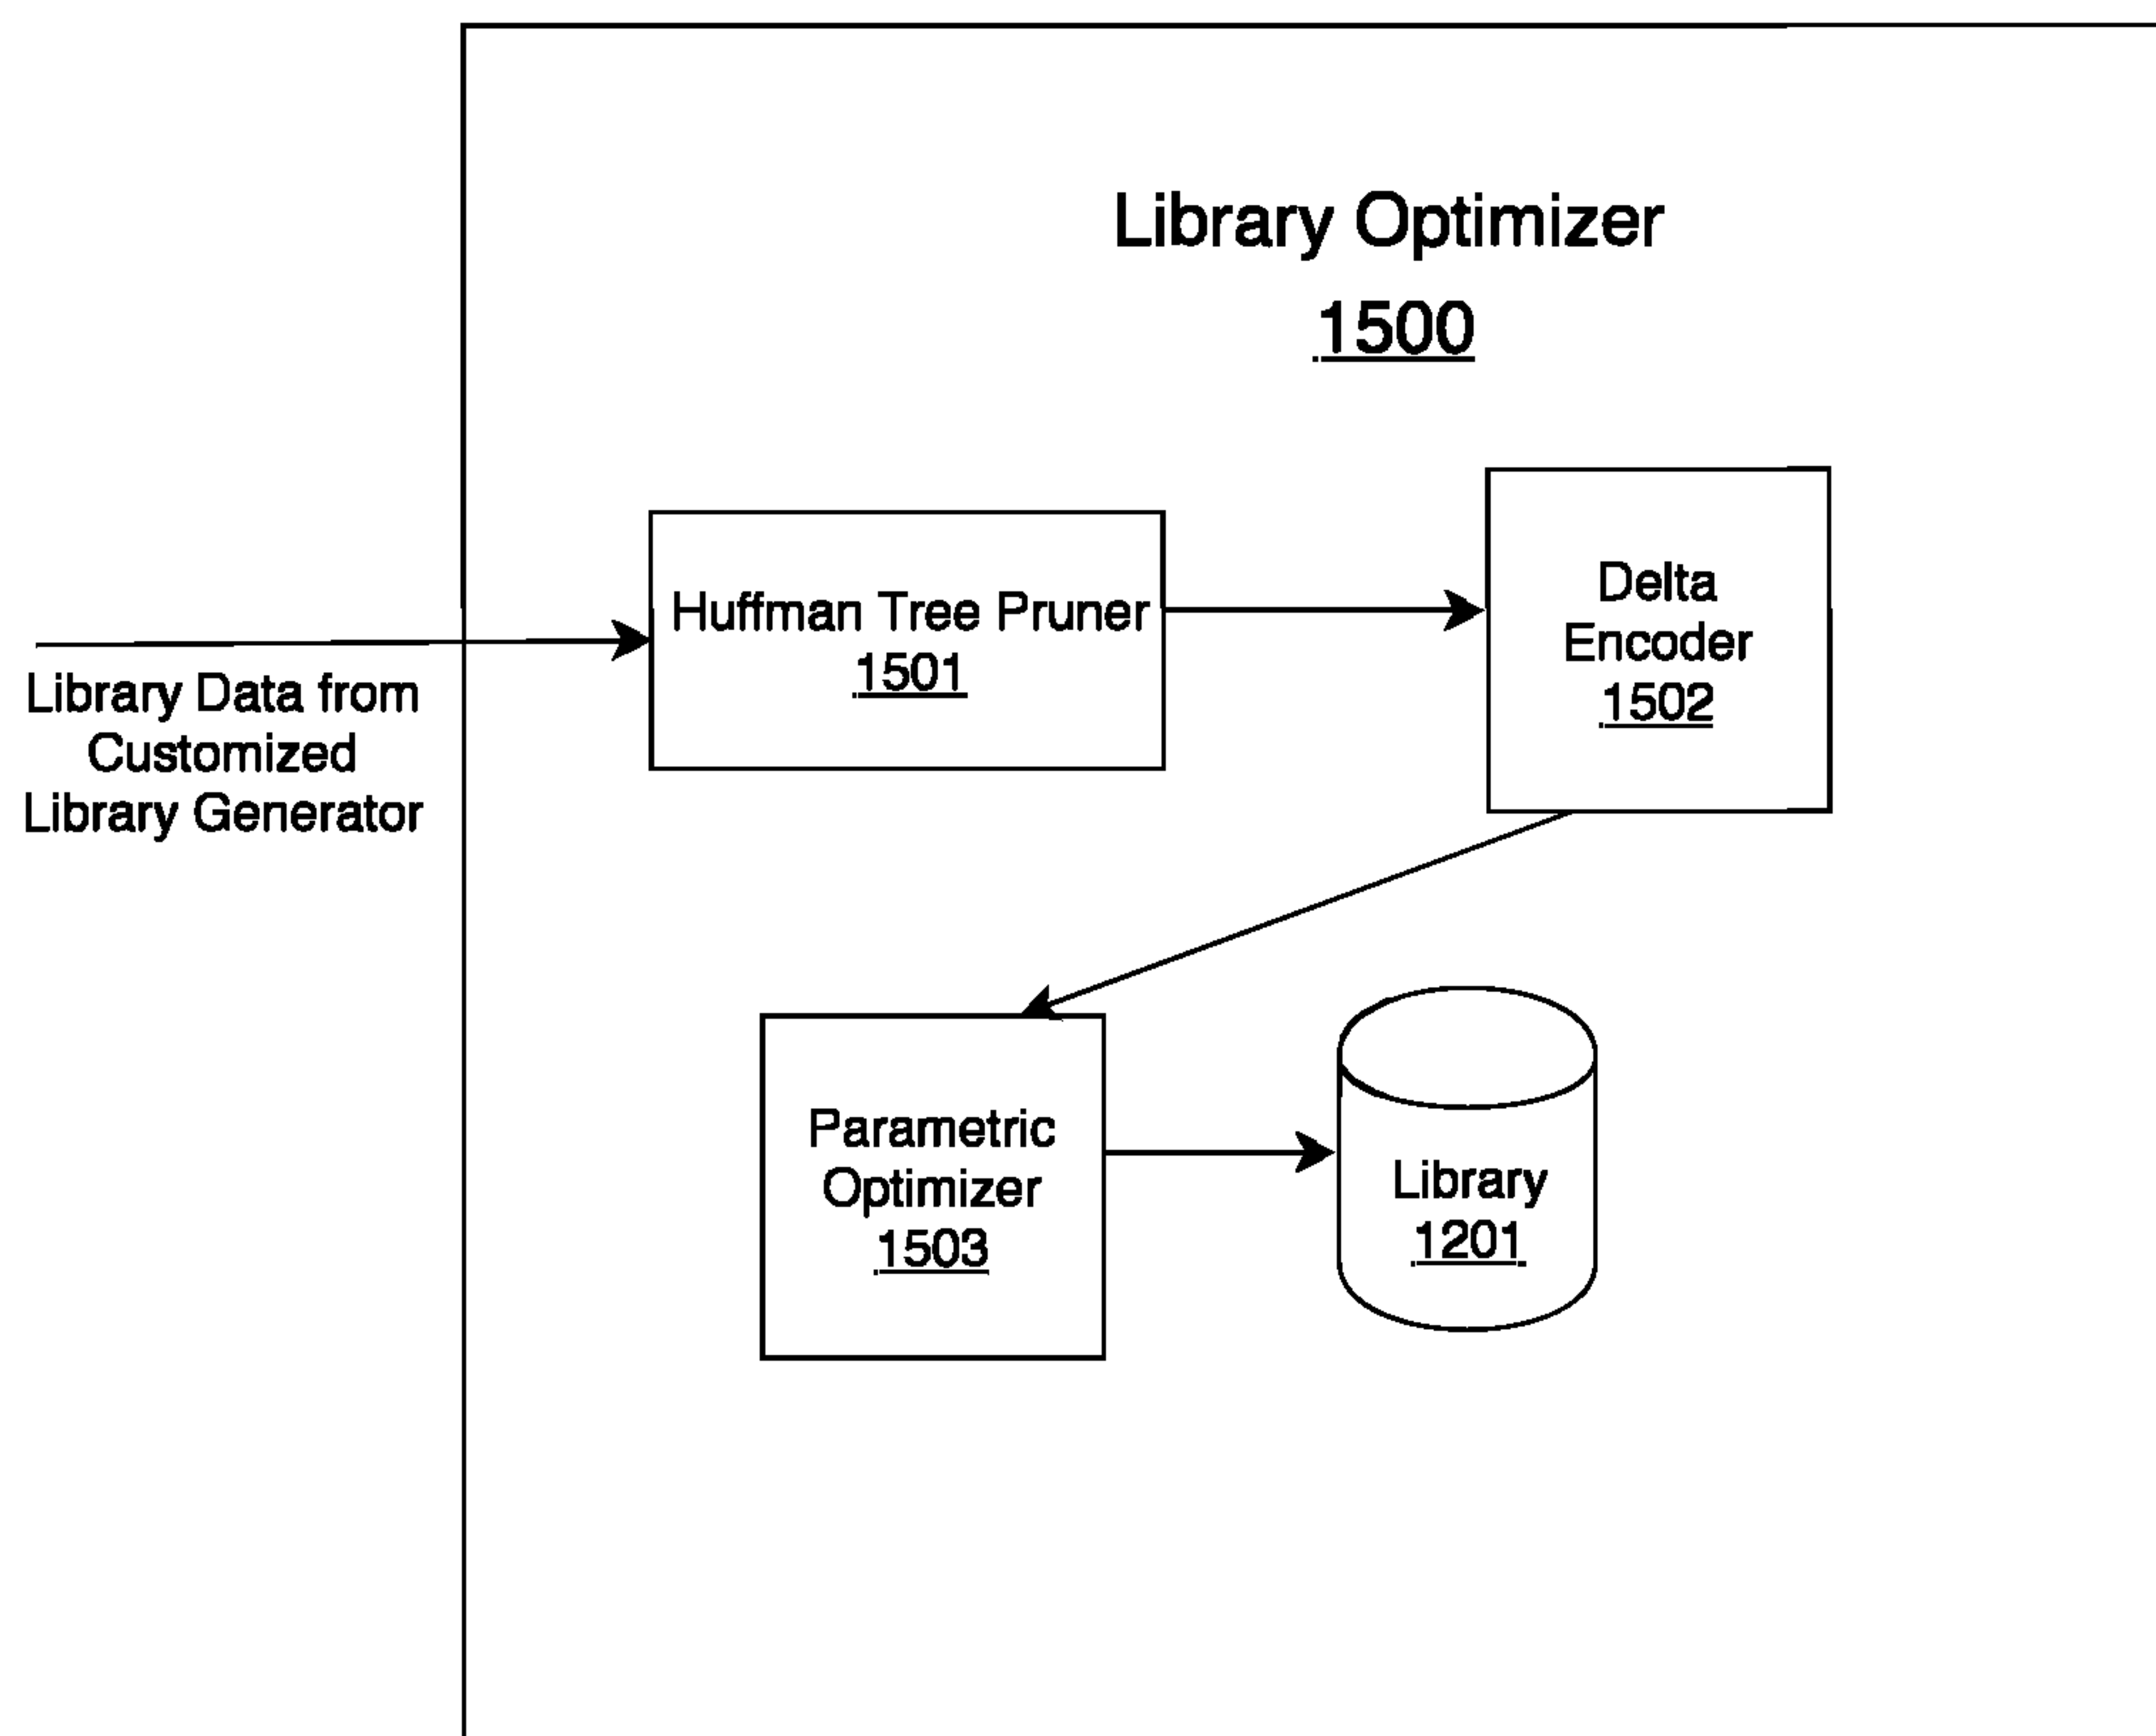 Library Optimizer
1500
Huffman Tree Pruner
1501
Delta
Encoder
1502
Library Data from
Customized
Library Generator
Parametric
Optimizer
1503
Library
1201